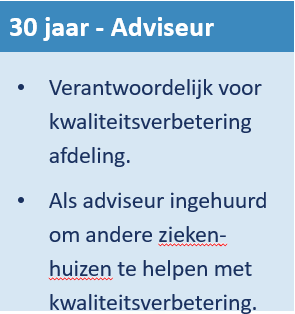 30 jaar - Adviseur
• Verantwoordelijk voor
kwaliteitsverbetering
afdeling.
• Als adviseur ingehuurd
om andere zieken-
huizen te helpen met
kwaliteitsverbetering.